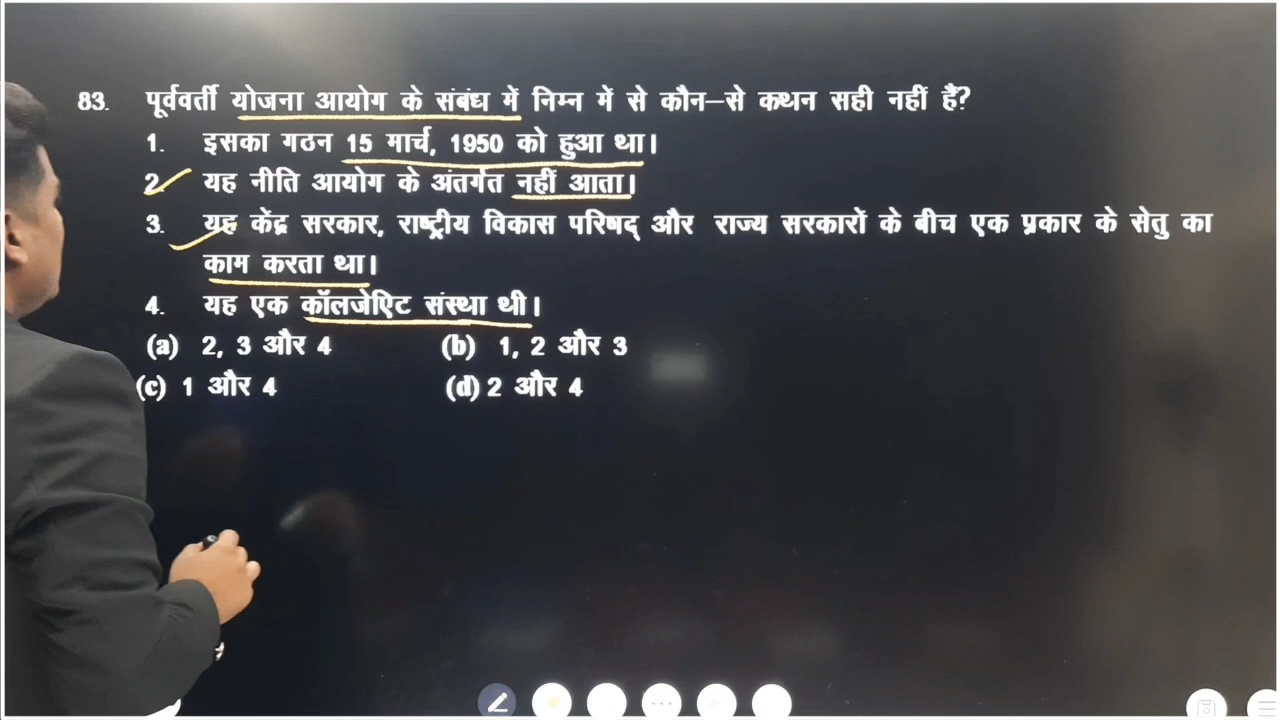 83. पूर्ववर्ती योजना आयोग के संबंध में निम्न में से कौन–से कथन सही नहीं हैं?
1. इसका गठन 15 मार्च, 1950 को हुआ था।
2. यह नीति आयोग के अंतर्गत नहीं आता।
3. यह केंद्र सरकार, राष्ट्रीय विकास परिषद् और राज्य सरकारों के बीच एक प्रकार के सेतु का
काम करता था।
4. यह एक कॉलजेएिट संस्था थी।
(a) 2, 3 और 4 (b) 1, 2 और 3
(c) 1 और 4 (d) 2 और 4